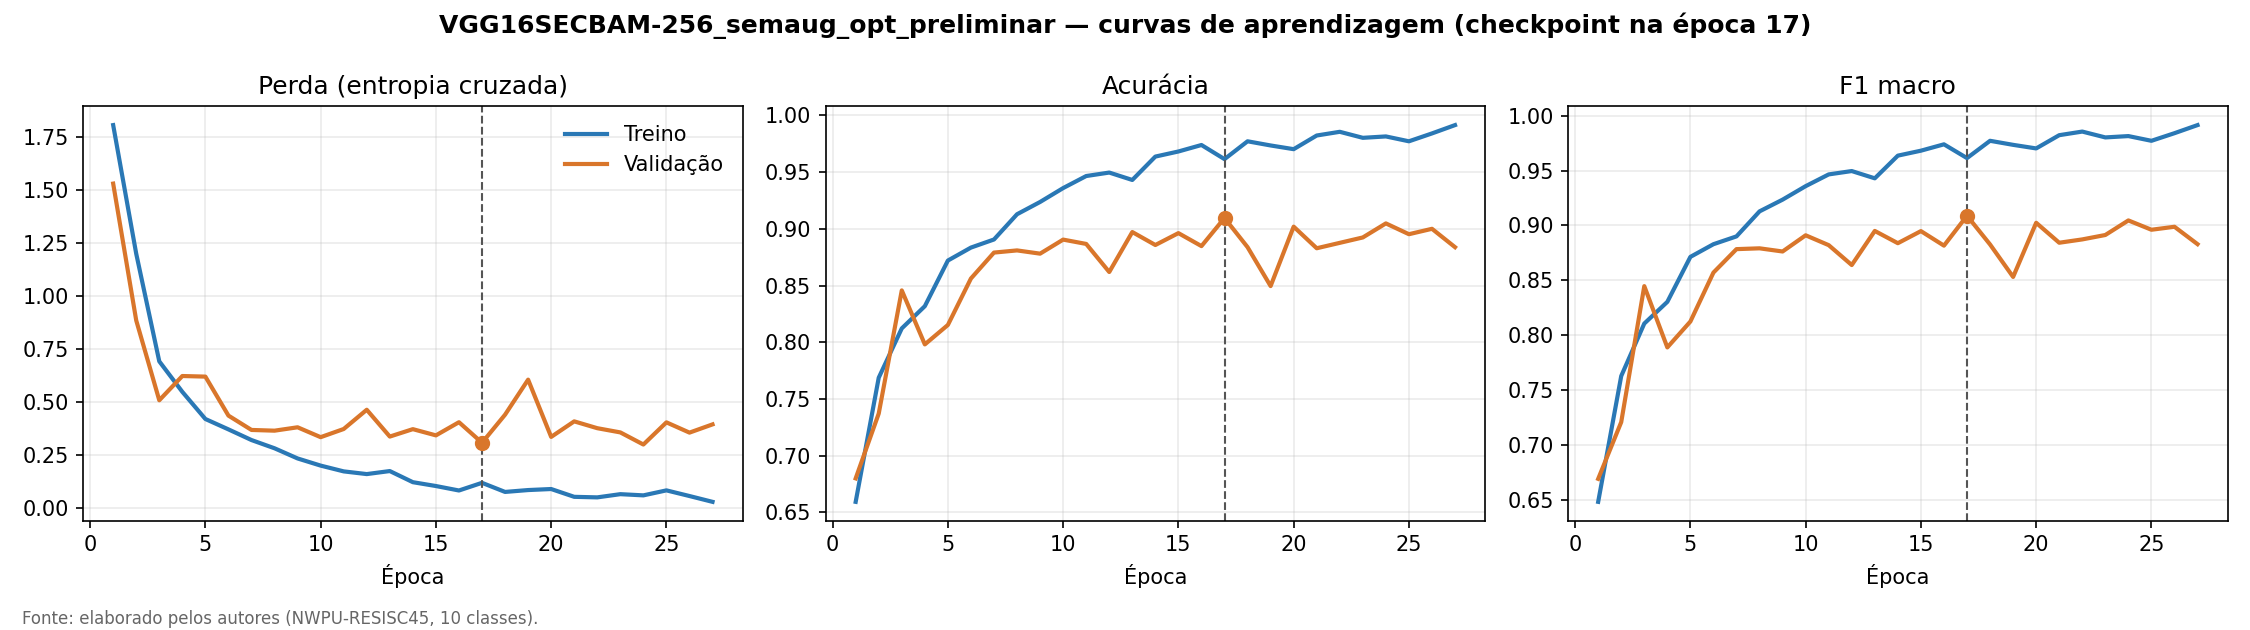 VGG16SECBAM-256_semaug_opt_preliminar — curvas de aprendizagem (checkpoint na época 17)
Perda (entropia cruzada)
1.75
1.50
1.25
1.00
0.75
0.50
0.25
0.00
Treino
Validação
0 5 10 15 20 25
Época
Acurácia
1.00
0.95
0.90
0.85
0.80
0.75
0.70
0.65
0 5 10 15 20 25
Época
F1 macro
1.00
0.95
0.90
0.85
0.80
0.75
0.70
0.65
0 5 10 15 20 25
Época
Fonte: elaborado pelos autores (NWPU-RESISC45, 10 classes).